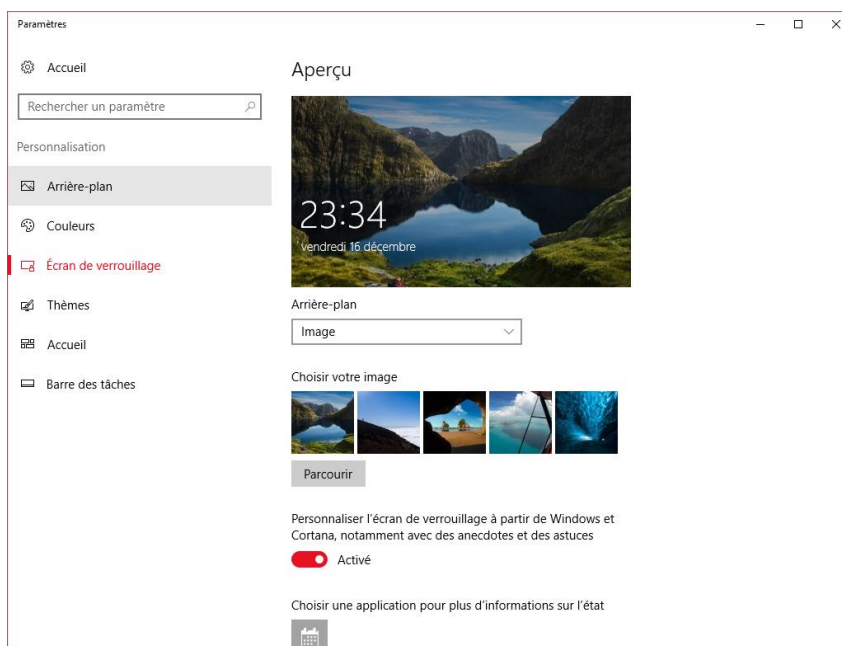 Paramètres
Accueil
Rechercher un paramètre
Personnalisation
Arrière-plan
Couleurs
Écran de verrouillage
Thèmes
Accueil
Barre des tâches
Aperçu
23:34
vendredi 16 décembre
Arrière-plan
Image
Choisir votre image
Parcourir
Personnaliser l'écran de verrouillage à partir de Windows et
Cortana, notamment avec des anecdotes et des astuces
Activé
Choisir une application pour plus d'informations sur l'état